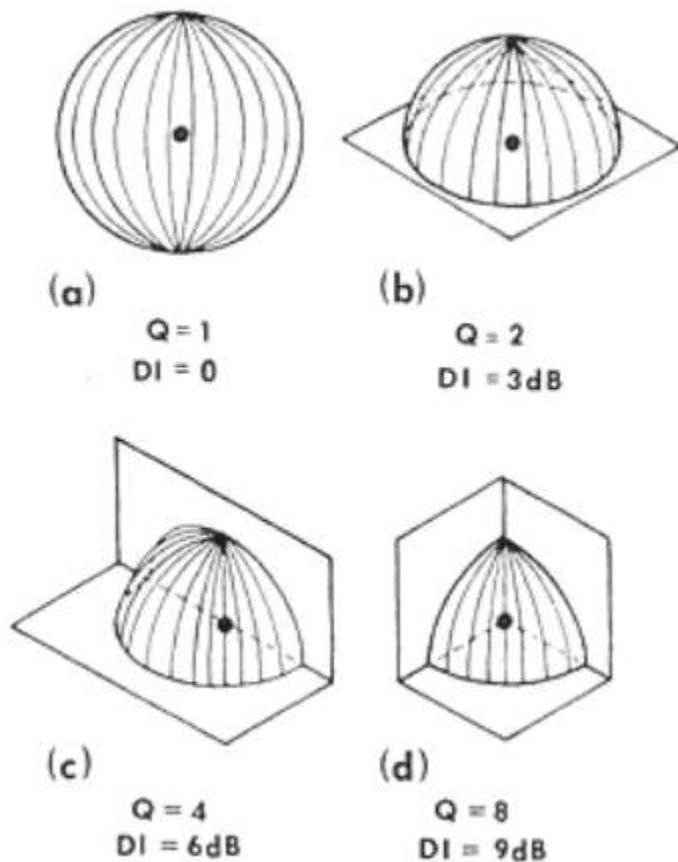 (a)
Q = 1
DI = 0
(b)
Q = 2
DI = 3dB
(c)
Q = 4
DI = 6dB
(d)
Q = 8
DI = 9dB